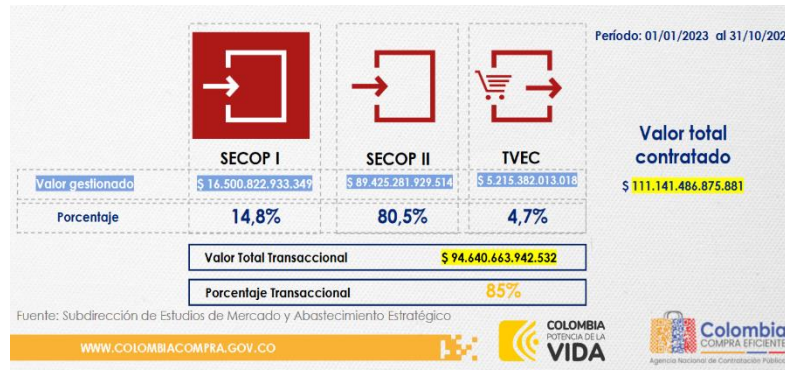 Período: 01/01/2023 al 31/10/202
SECOP I
SECOP II
TVEC
Valor total
contratado
Valor gestionado
$ 16.500.822.933.349
$ 89.425.281.929.514
$ 5.215.382.013.018
$ 111.141.486.875.881
Porcentaje
14,8%
80,5%
4,7%
Valor Total Transaccional
$ 94.640.663.942.532
Porcentaje Transaccional
85%
Fuente: Subdirección de Estudios de Mercado y Abastecimiento Estratégico
WWW.COLOMBIACOMPRA.GOV.CO
COLOMBIA
POTENCIA DE LA
VIDA
Colombia
COMPRA EFICIENTE
Agencia Nacional de Contratación Pública